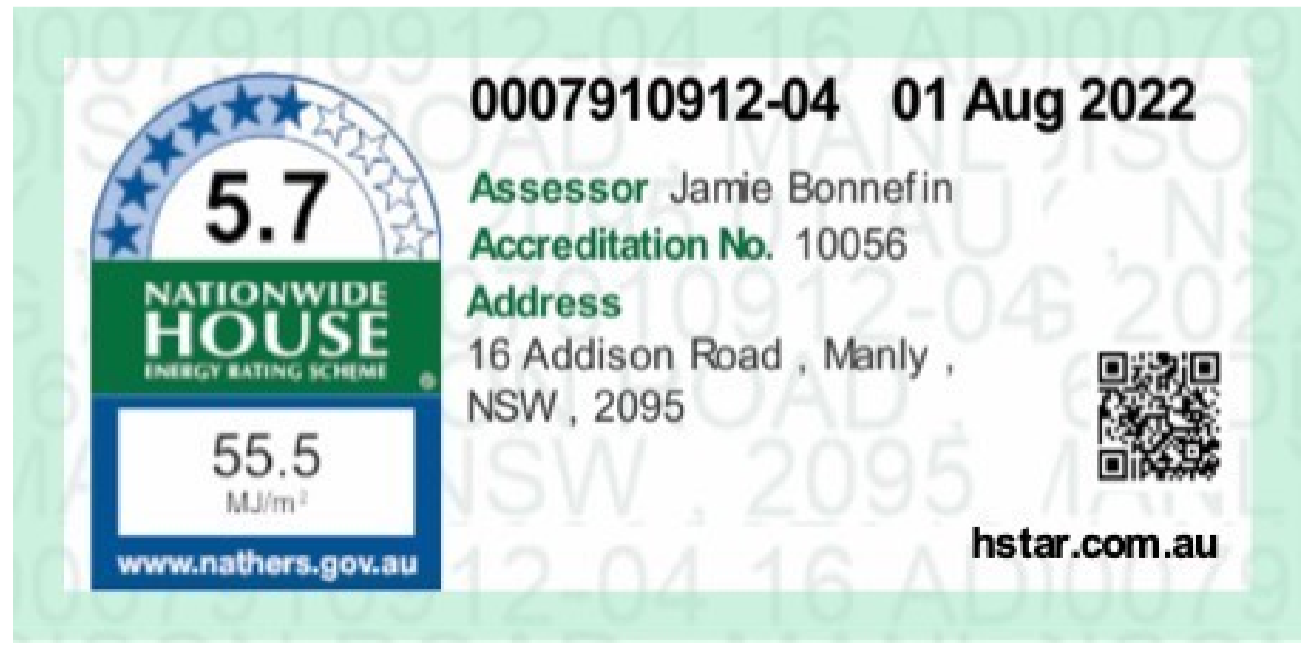 0007910912-04 01 Aug 2022
5.7
NATIONWIDE
HOUSE
ENERGY RATING SCHEME
55.5
MJ/m²
www.nathers.gov.au
Assessor Jamie Bonnefin
Accreditation No. 10056
Address
16 Addison Road , Manly ,
NSW , 2095
hstar.com.au